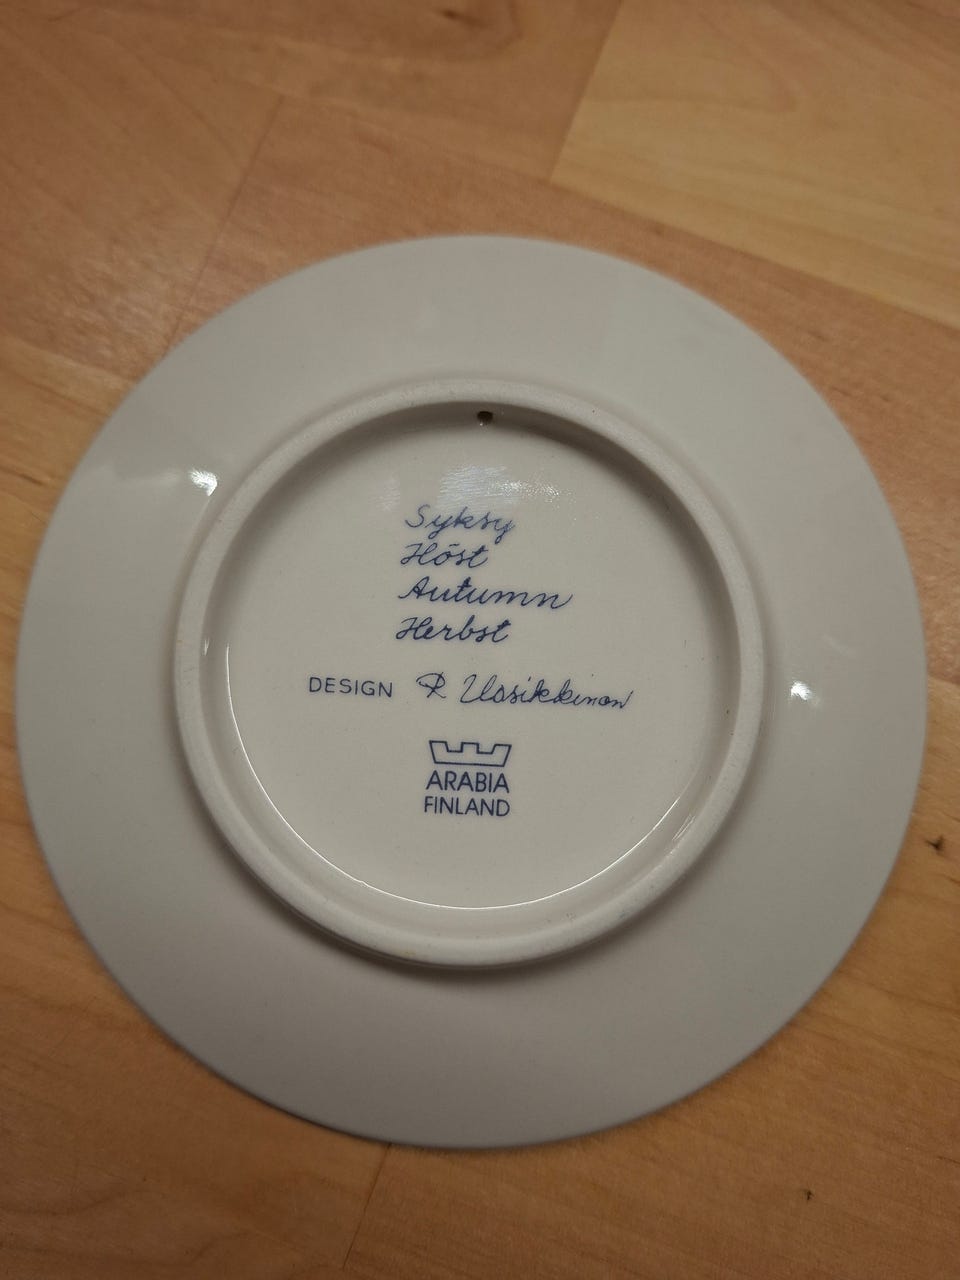 Syksy
Höst
Autumn
Herbst
DESIGN R Uosikkinen
ARABIA
FINLAND